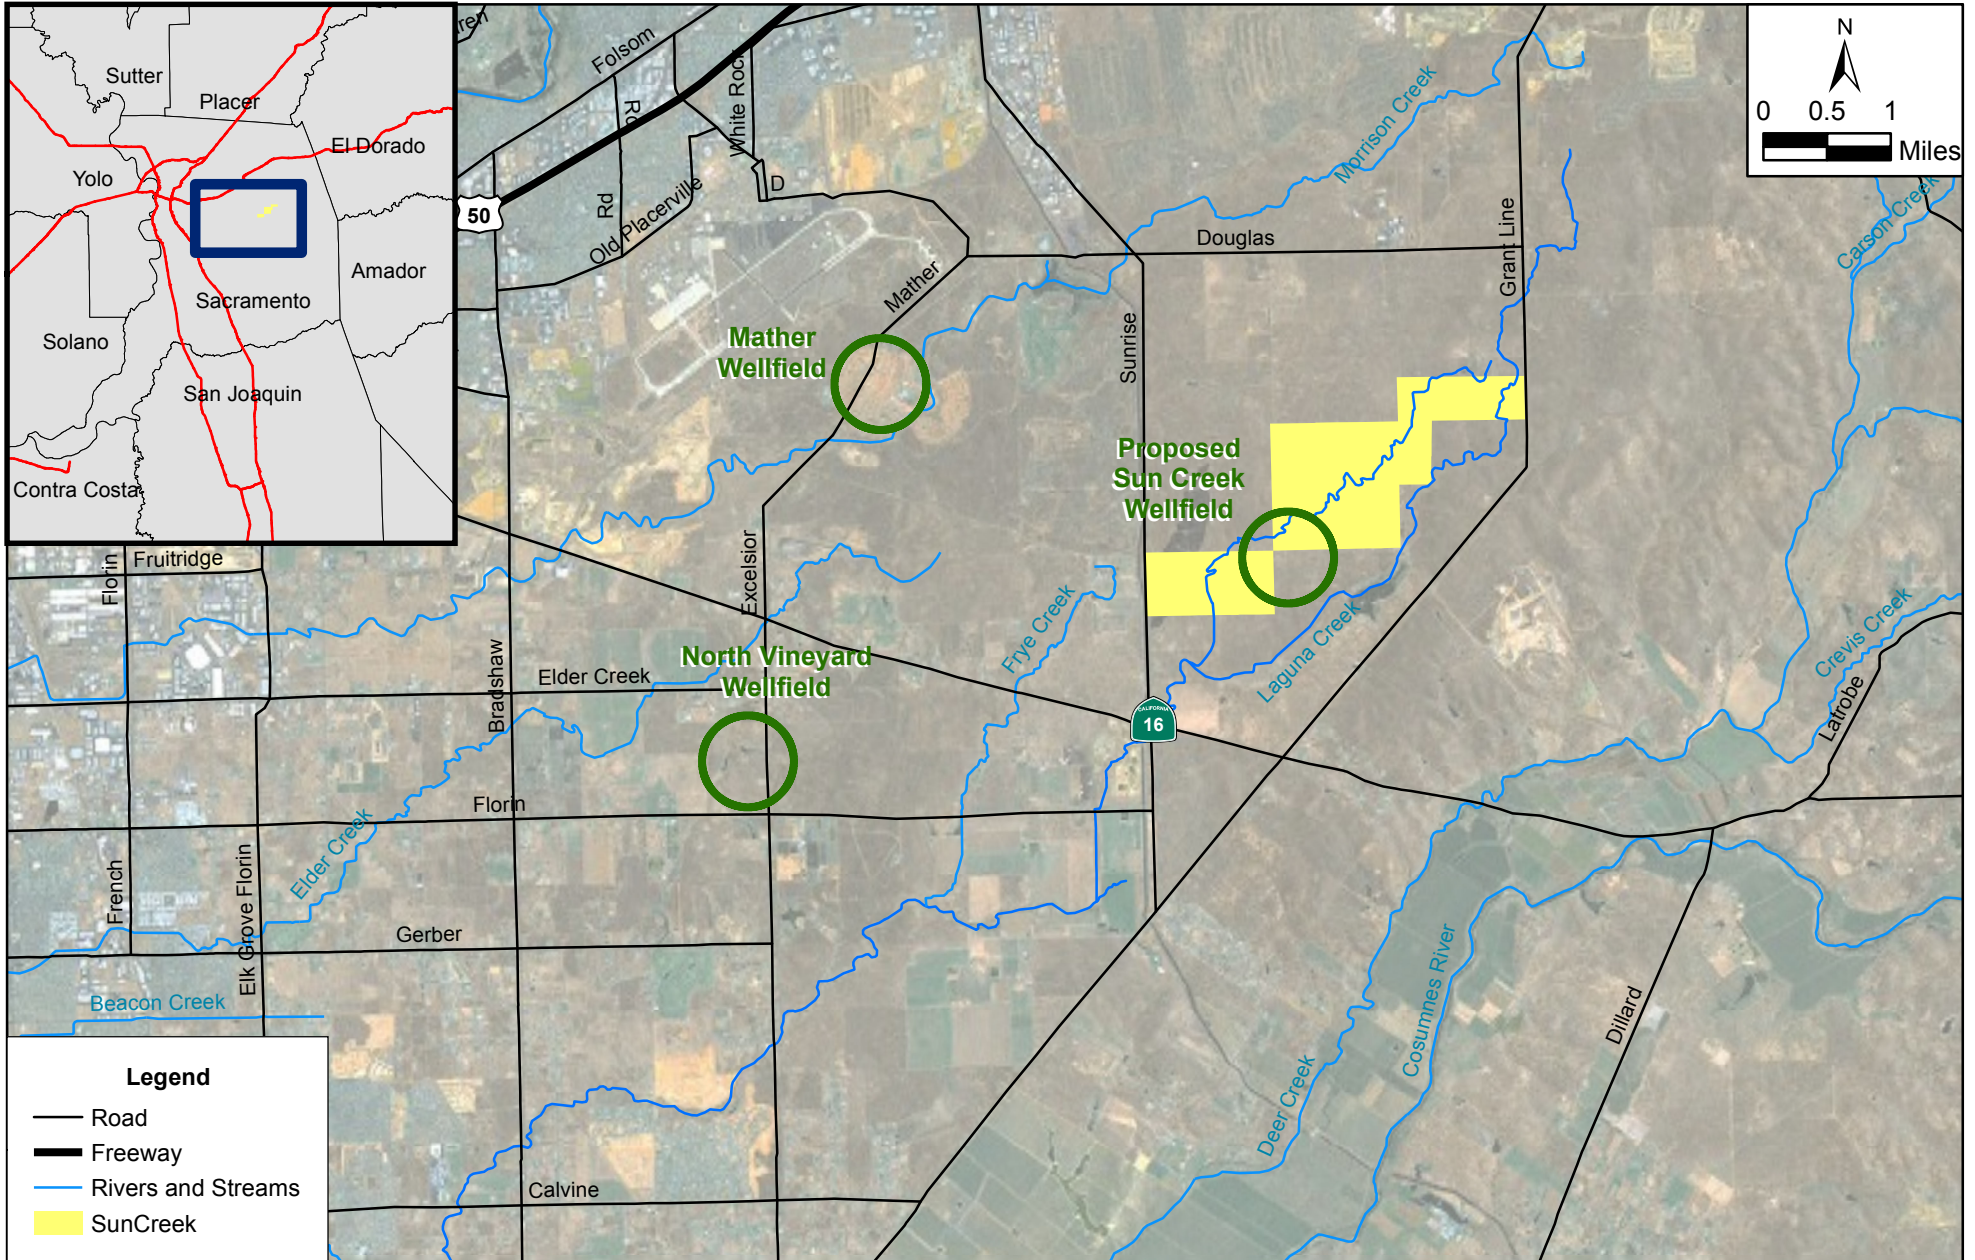 Sutter
Placer
El Dorado
Yolo
Amador
Sacramento
Solano
San Joaquin
Contra Costa
Folsom
Rd
White Rock
50
Rd
Old Placerville
D
Mather
Douglas
Morrison Creek
Grant Line
Sunrise
N
0 0.5 1
Miles
Carson Creek
Mather
Wellfield
Proposed
Sun Creek
Wellfield
Florin
Fruitridge
Excelsior
Frye Creek
Laguna Creek
Crevis Creek
Latrobe
Bradshaw
Elder Creek
North Vineyard
Wellfield
CALIFORNIA
16
Florin
Elder Creek
French
Elk Grove Florin
Gerber
Beacon Creek
Cosumnes River
Deer Creek
Dillard
Calvine
Legend
Road
Freeway
Rivers and Streams
SunCreek